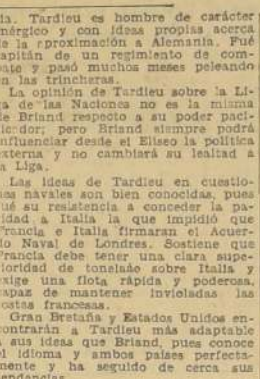 cia. Tardieu es hombre de carácter
enérgico y con ideas propias acerca
de la aproximación a Alemania. Fué
capitán de un regimiento de com-
bate y pasó muchos meses peleando
en las trincheras.
La opinión de Tardieu sobre la Li-
ga de las Naciones no es la misma
de Briand respecto a su poder paci-
ficador; pero Briand siempre podrá
influenciar desde el Elíseo la política
externa y no cambiará su lealtad a
la Liga.
Las ideas de Tardieu en cuestio-
nes navales son bien conocidas, pues
fué su resistencia a conceder la pa-
ridad a Italia la que impidió que
Francia e Italia firmaran el Acuer-
do Naval de Londres. Sostiene que
Francia debe tener una clara supe-
rioridad de tonelaje sobre Italia y
exige una flota rápida y poderosa,
capaz de mantener invioladas las
costas francesas.
Gran Bretaña y Estados Unidos en-
contrarán a Tardieu más adaptable
a sus ideas que Briand, pues conoce
el idioma y ambos países perfecta-
mente y ha seguido de cerca sus
tendencias.